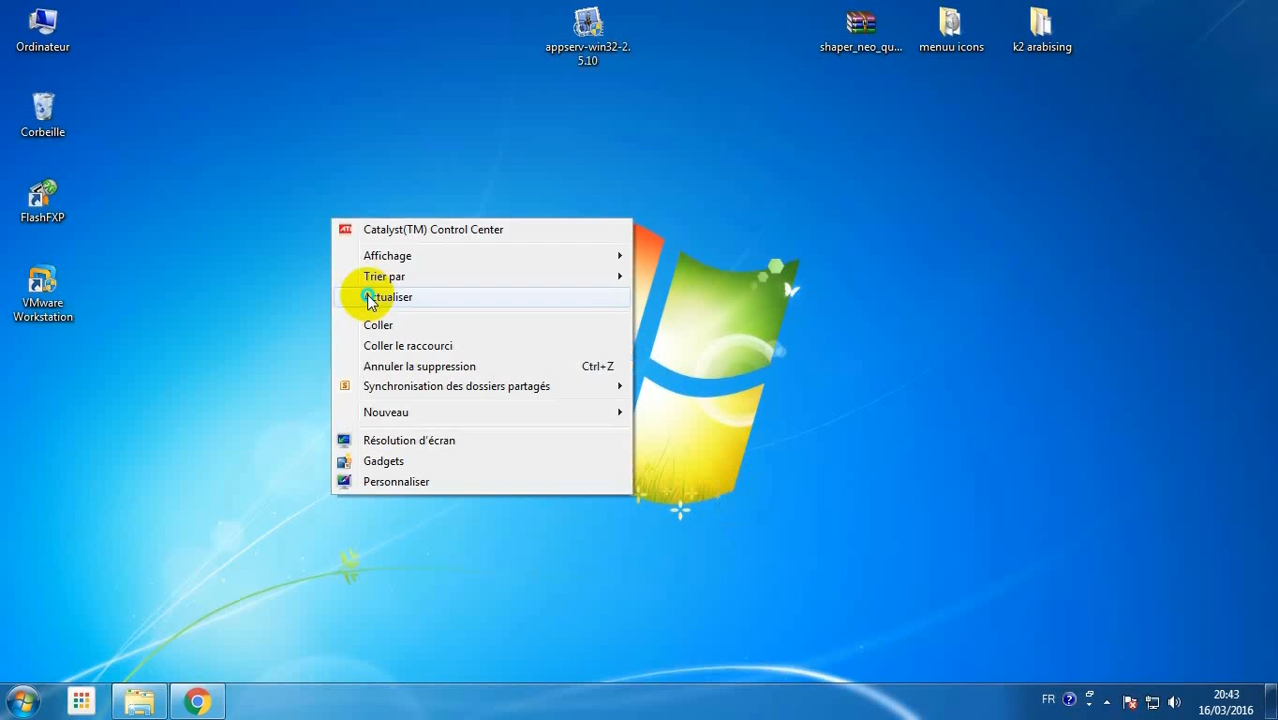 Ordinateur
appserv-win32-2.
5.10
shaper_neo_qu...
menuu icons
k2 arabising
Corbeille
FlashFXP
VMware
Workstation
ATI
Catalyst(TM) Control Center
Affichage
Trier par
Actualiser
Coller
Coller le raccourci
Annuler la suppression Ctrl+Z
Synchronisation des dossiers partagés
Nouveau
Résolution d'écran
Gadgets
Personnaliser
FR
20:43
16/03/2016